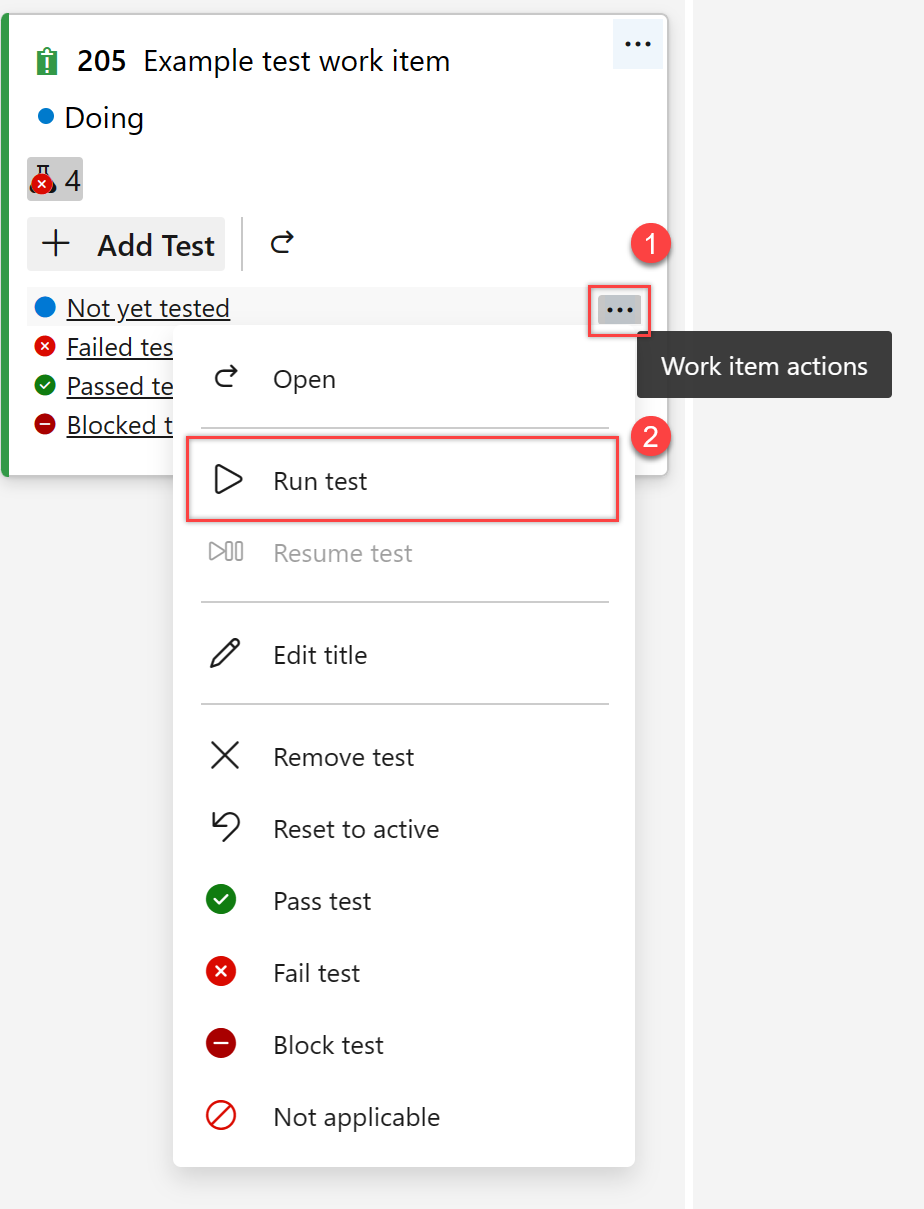 205 Example test work item
Doing
4
Add Test
1
Not yet tested
Failed tes
Work item actions
Passed te
Blocked t
Open
2
Run test
Resume test
Edit title
Remove test
Reset to active
Pass test
Fail test
Block test
Not applicable